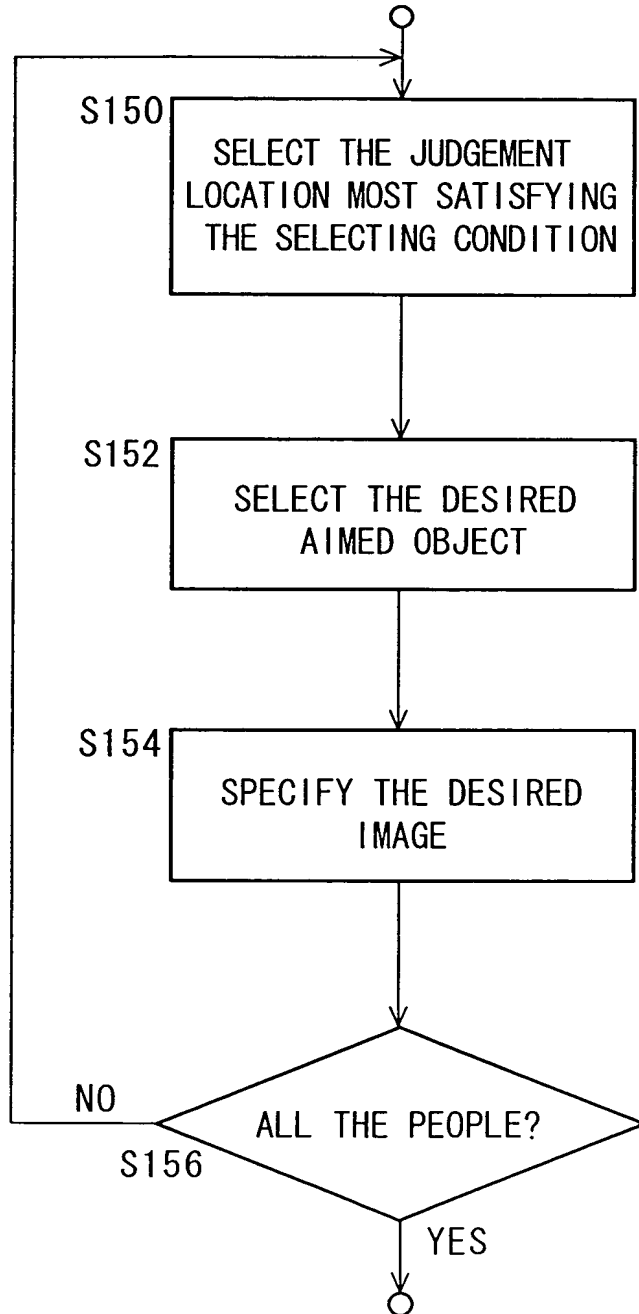 S150
SELECT THE JUDGEMENT
LOCATION MOST SATISFYING
THE SELECTING CONDITION
S152
SELECT THE DESIRED
AIMED OBJECT
S154
SPECIFY THE DESIRED
IMAGE
NO
ALL THE PEOPLE?
S156
YES